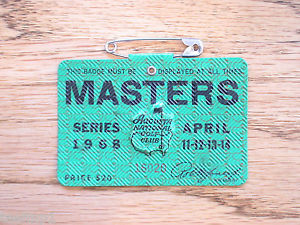 THIS BADGE MUST BE DISPLAYED AT ALL TIMES
MASTERS
SERIES
1968
AUGUSTA
NATIONAL
GOLF
CLUB
APRIL
11-12-13-14
PRICE $20